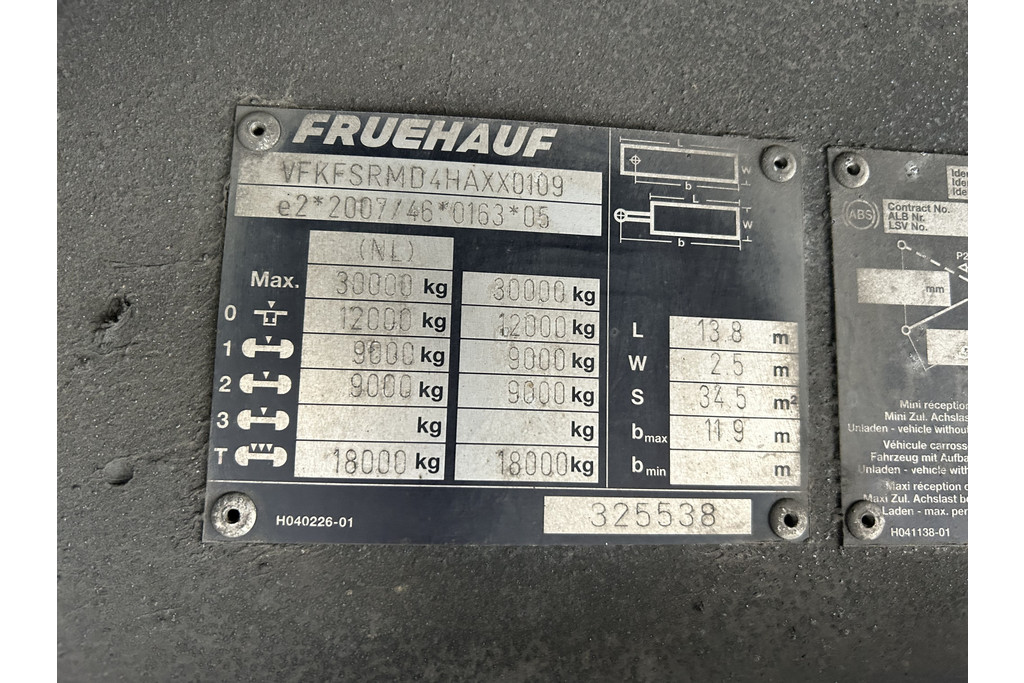 FRUEHAUF
VFKFSRMD4HAXX0109
e2*2007/46*0163*05
(NL)
Max. 30000 kg 30000 kg
0 12000 kg 12000 kg
1 9000 kg 9000 kg
2 9000 kg 9000 kg
3 kg kg
T 18000 kg 18000 kg
L W b
L W b
L 13.8 m
W 2.5 m
S 34.5 m²
bmax 11.9 m
bmin m
H040226-01
325538
ABS
Contract No.
ALB Nr.
LSV No.
mm
Mini réception
Mini Zul. Achslas
Unladen - vehicle without
Véhicule carross
Fahrzeug mit Aufba
Unladen - vehicle with
Maxi réception
Maxi Zul. Achslast be
Laden - max. per
H041138-01